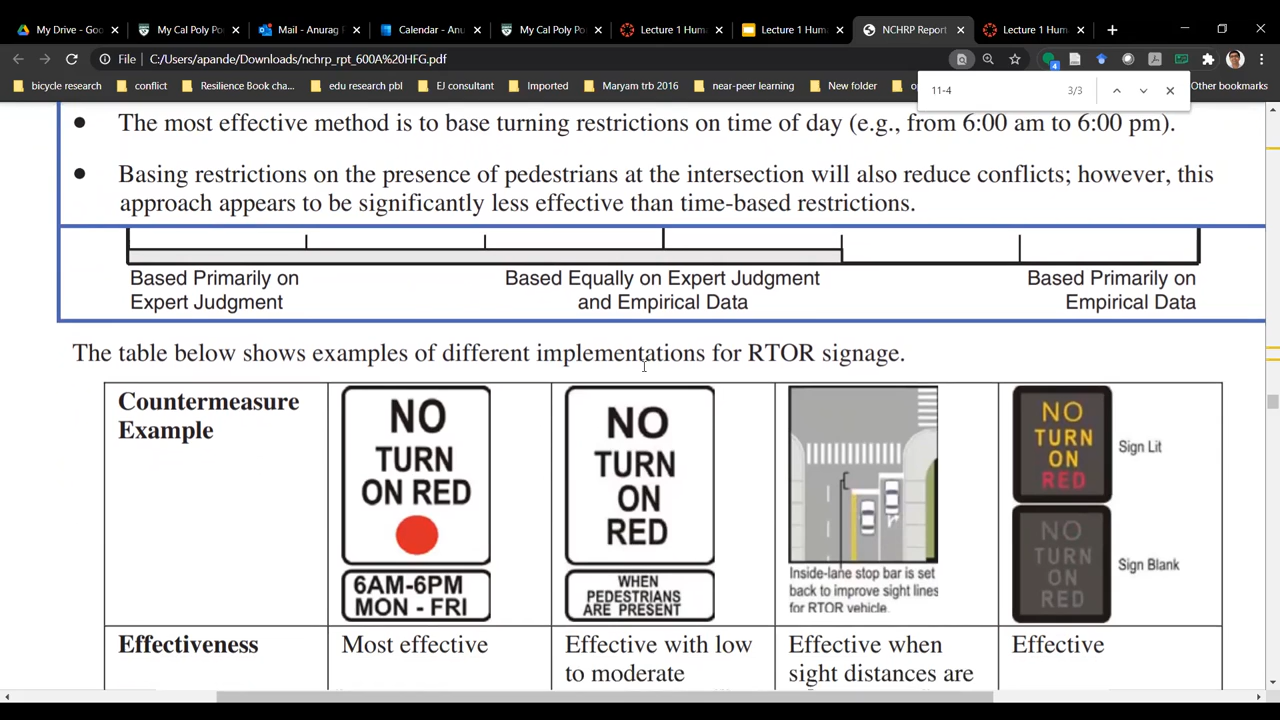 My Drive - Goo
My Cal Poly Po
Mail - Anurag P
Calendar - Anu
My Cal Poly Po
Lecture 1 Huma
Lecture 1 Hum
NCHRP Report
Lecture 1 Hum
File C:/Users/apande/Downloads/nchrp_rpt_600A%20HFG.pdf
4
bicycle research
conflict
Resilience Book chap...
edu research pbl
EJ consultant
Imported
Maryam trb 2016
near-peer learning
New folder
Other bookmarks
11-4 3/3
• The most effective method is to base turning restrictions on time of day (e.g., from 6:00 am to 6:00 pm).
• Basing restrictions on the presence of pedestrians at the intersection will also reduce conflicts; however, this
approach appears to be significantly less effective than time-based restrictions.
Based Primarily on
Expert Judgment
Based Equally on Expert Judgment
and Empirical Data
Based Primarily on
Empirical Data
The table below shows examples of different implementations for RTOR signage.
Countermeasure
Example
NO
TURN
ON RED
6AM-6PM
MON - FRI
NO
TURN
ON
RED
WHEN
PEDESTRIANS
ARE PRESENT
Inside-lane stop bar is set
back to improve sight lines
for RTOR vehicle.
NO
TURN
ON
RED
Sign Lit
NO
TURN
ON
RED
Sign Blank
Effectiveness
Most effective
Effective with low
to moderate
Effective when
sight distances are
Effective